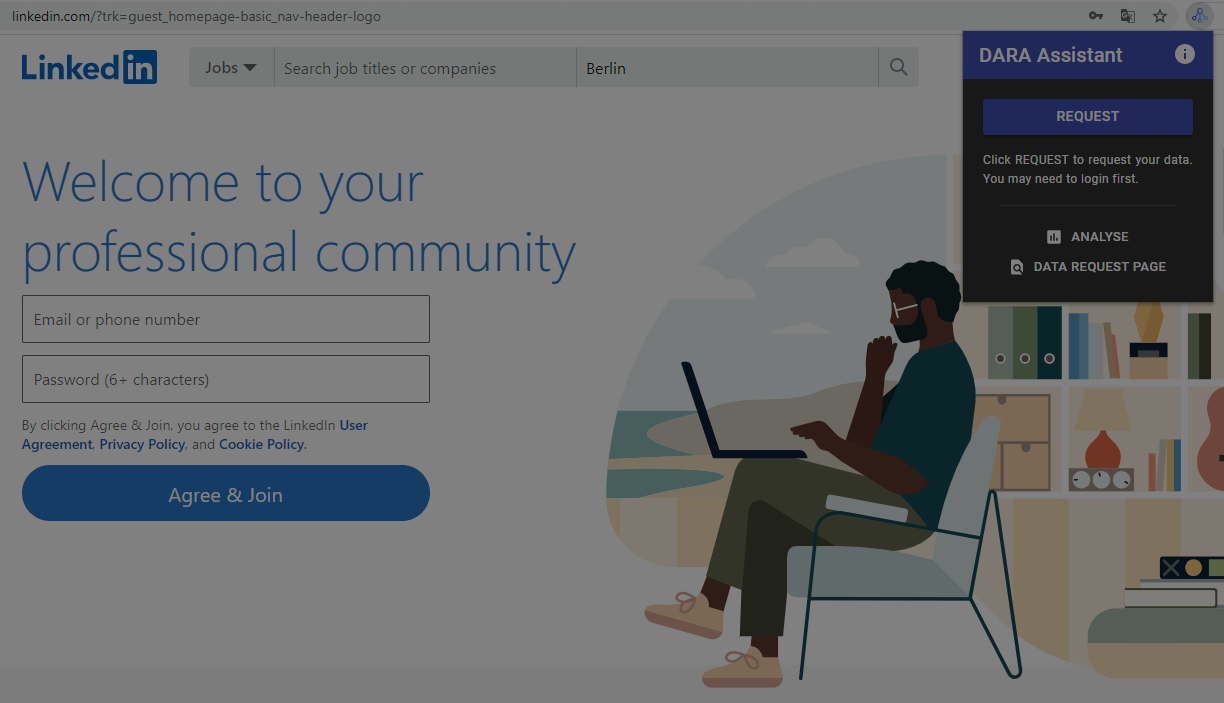 linkedin.com/?trk=guest_homepage-basic_nav-header-logo
Linked in
Jobs
Search job titles or companies
Berlin
DARA Assistant
REQUEST
Click REQUEST to request your data.
You may need to login first.
ANALYSE
DATA REQUEST PAGE
Welcome to your
professional community
Email or phone number
Password (6+ characters)
By clicking Agree & Join, you agree to the LinkedIn User
Agreement, Privacy Policy, and Cookie Policy.
Agree & Join